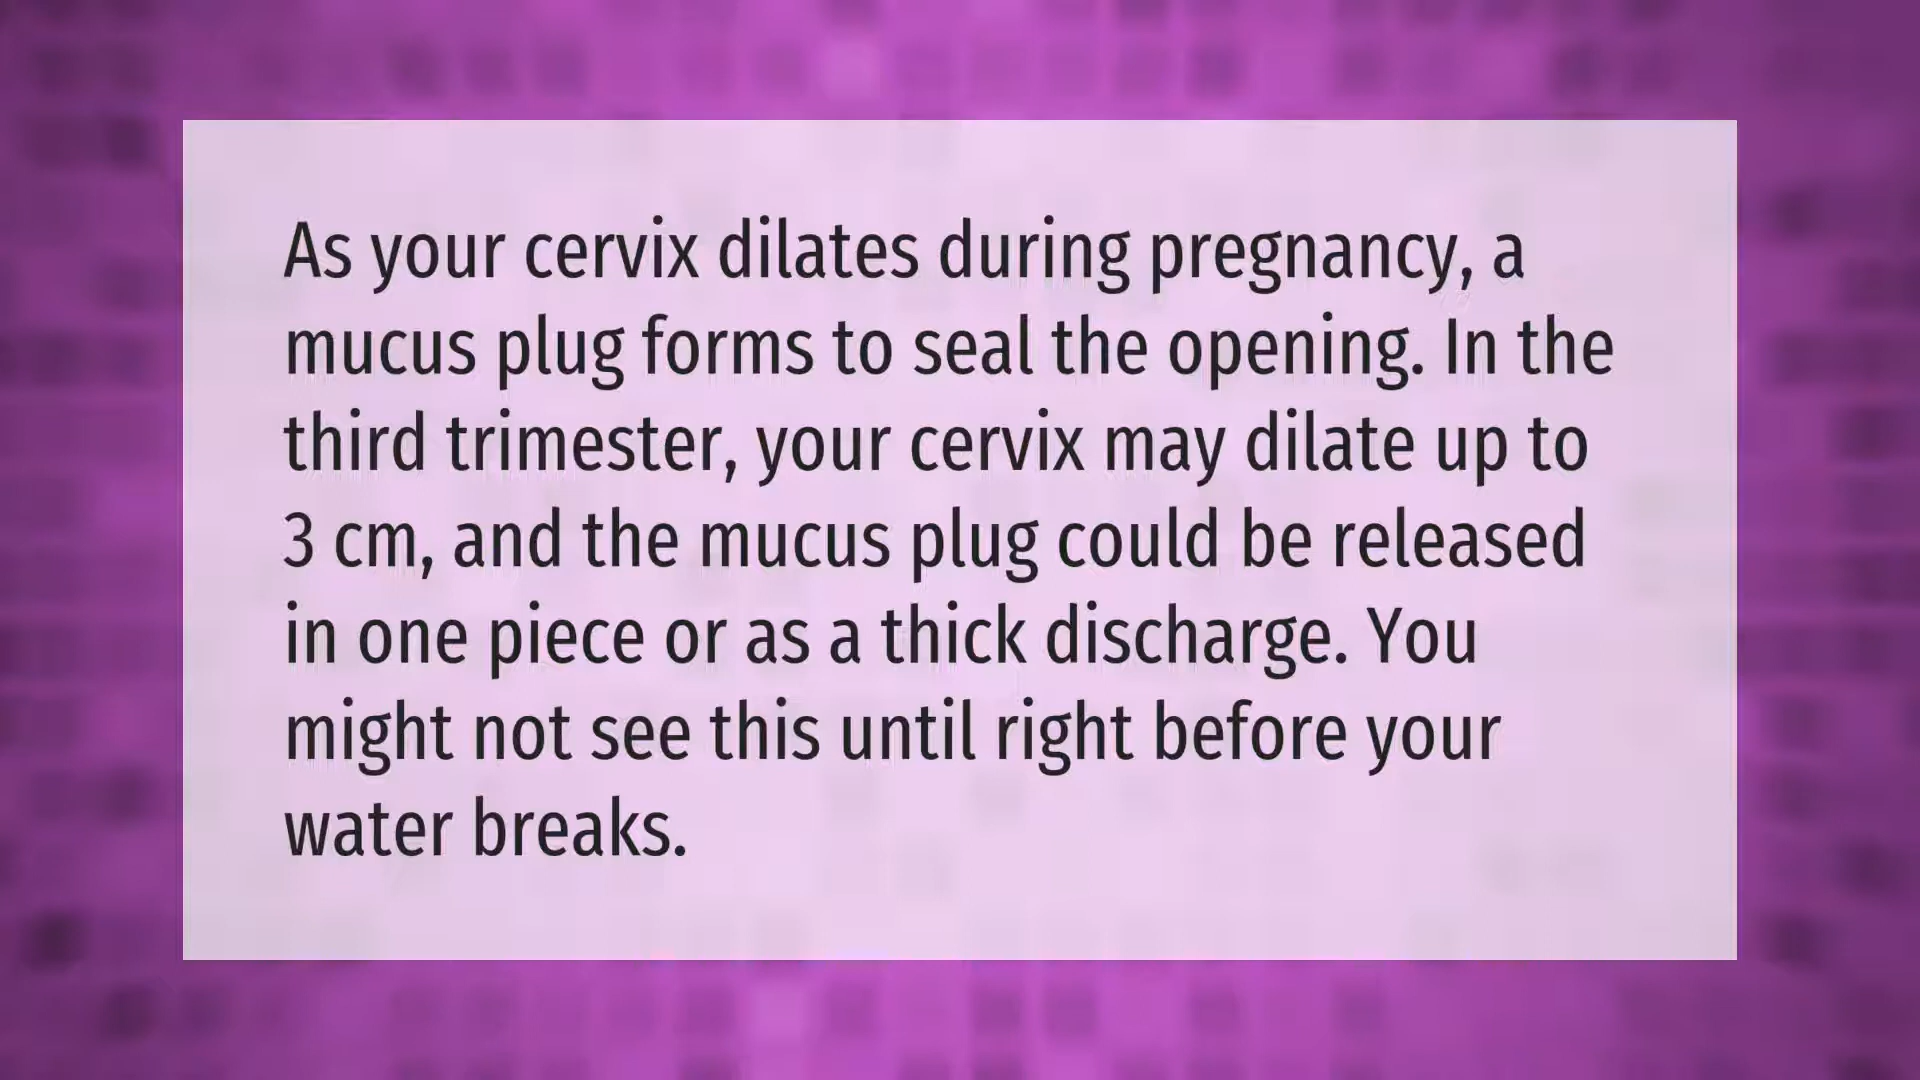 As your cervix dilates during pregnancy, a
mucus plug forms to seal the opening. In the
third trimester, your cervix may dilate up to
3 cm, and the mucus plug could be released
in one piece or as a thick discharge. You
might not see this until right before your
water breaks.